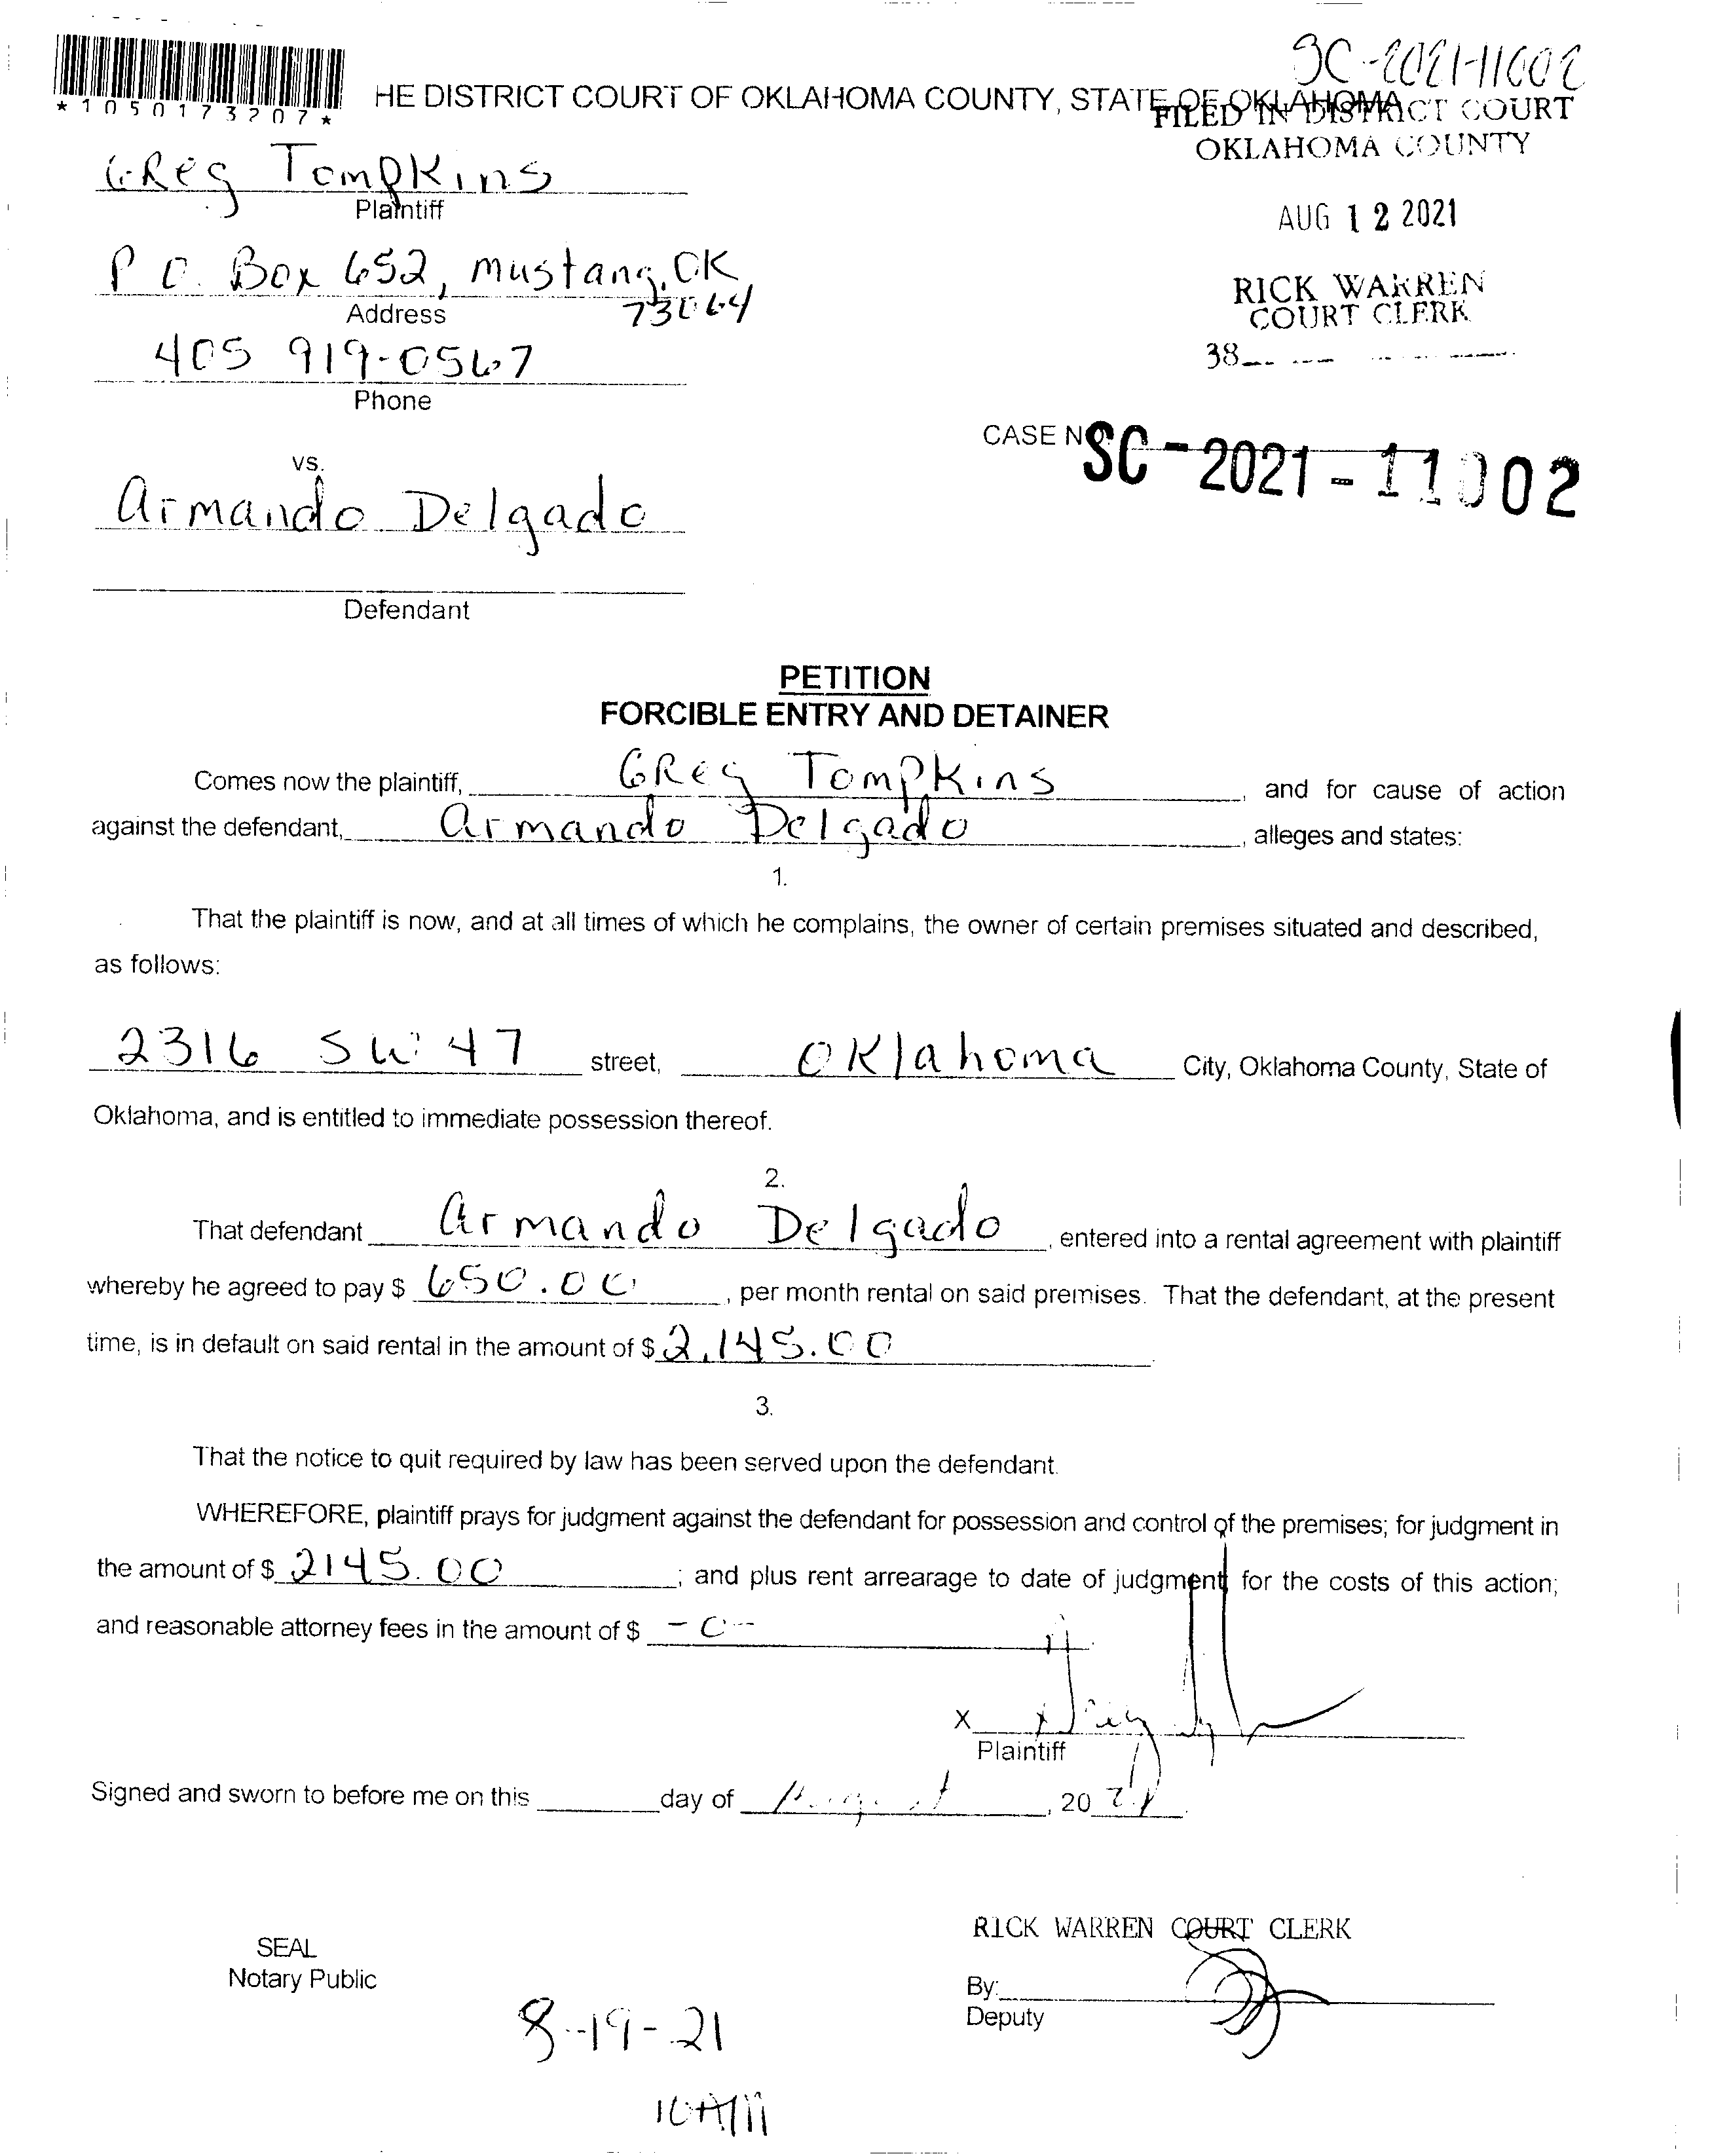 SC-2021-11002
*1050173207*
HE DISTRICT COURT OF OKLAHOMA COUNTY, STATE OF OKLAHOMA
FILED IN DISTRICT COURT
OKLAHOMA COUNTY
Greg Tompkins
Plaintiff
AUG 12 2021
P O. Box 652, Mustang, OK
73064
Address
RICK WARREN
COURT CLERK
38
405 919-0567
Phone
CASE NO. SC-2021-11002
vs.
Armando Delgado
Defendant
PETITION
FORCIBLE ENTRY AND DETAINER
Comes now the plaintiff, Greg Tompkins, and for cause of action
against the defendant, Armando Delgado, alleges and states:
1.
That the plaintiff is now, and at all times of which he complains, the owner of certain premises situated and described,
as follows:
2316 SW 47 street, Oklahoma City, Oklahoma County, State of
Oklahoma, and is entitled to immediate possession thereof.
2.
That defendant Armando Delgado, entered into a rental agreement with plaintiff
whereby he agreed to pay $ 650.00, per month rental on said premises. That the defendant, at the present
time, is in default on said rental in the amount of $ 2,145.00.
3.
That the notice to quit required by law has been served upon the defendant.
WHEREFORE, plaintiff prays for judgment against the defendant for possession and control of the premises; for judgment in
the amount of $ 2145.00; and plus rent arrearage to date of judgment for the costs of this action;
and reasonable attorney fees in the amount of $ -0-
X
Plaintiff
Signed and sworn to before me on this day of August, 2021.
RICK WARREN COURT CLERK
SEAL
Notary Public
By:
Deputy
8-19-21